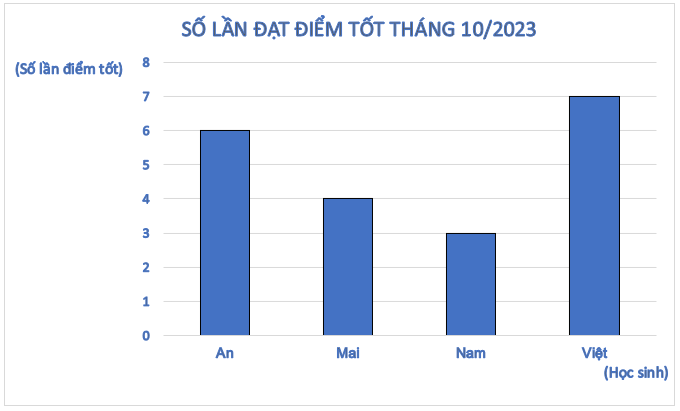 SỐ LẦN ĐẠT ĐIỂM TỐT THÁNG 10/2023
(Số lần điểm tốt)
8
7
6
5
4
3
2
1
0
An Mai Nam Việt
(Học sinh)